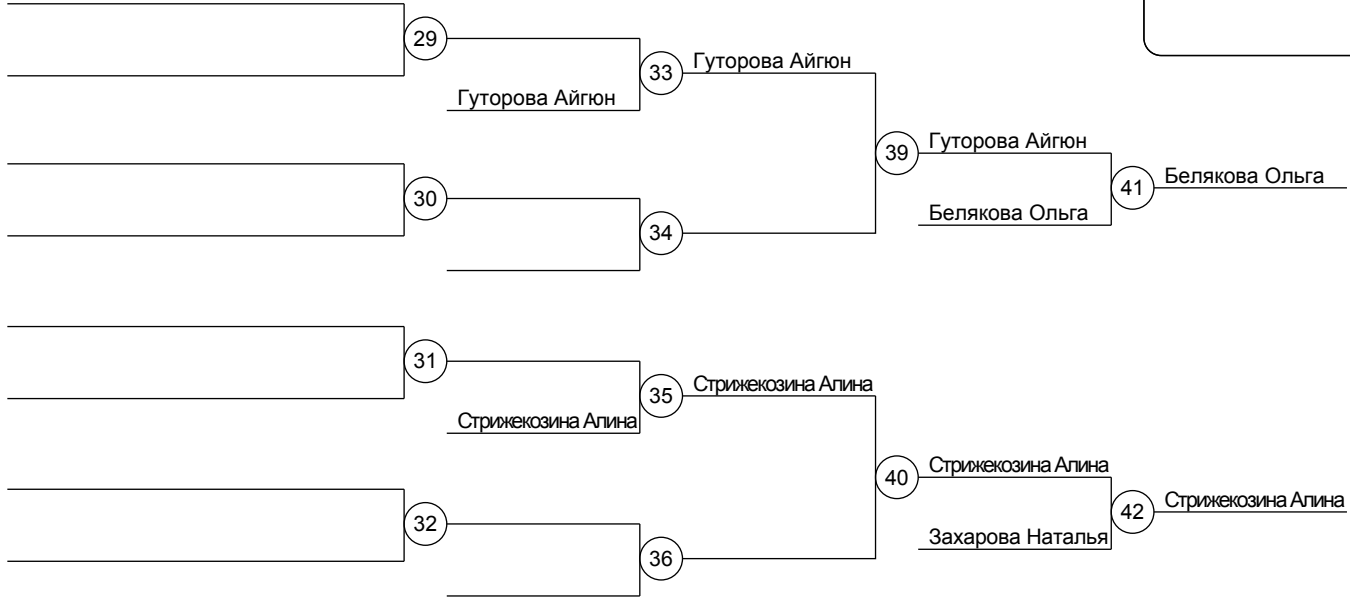 29
33 Гуторова Айгюн
Гуторова Айгюн
39 Гуторова Айгюн
41 Белякова Ольга
30
Белякова Ольга
34
31
35 Стрижекозина Алина
Стрижекозина Алина
40 Стрижекозина Алина
42 Стрижекозина Алина
32
Захарова Наталья
36